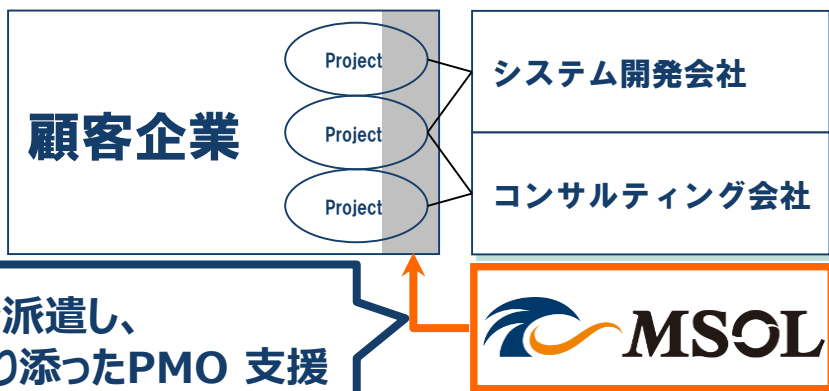 Project
システム開発会社
顧客企業
Project
コンサルティング会社
Project
派遣し、
り添ったPMO 支援
MSOL